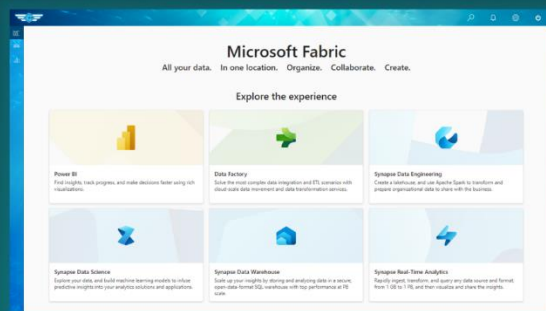 Microsoft Fabric
All your data. In one location. Organize. Collaborate. Create.
Explore the experience
Power BI
Find insights, track progress, and make decisions faster using rich
visualisations.
Data Factory
Solve the most complex data integration and ETL scenarios with
cloud-scale data movement and data transformation services.
Synapse Data Engineering
Create a lakehouse, and use Apache Spark to transform and
prepare organisational data to share with the business.
Synapse Data Science
Explore your data, and build machine learning models to infuse
predictive insights into your analytics solutions and applications.
Synapse Data Warehouse
Scale up your insights by storing and analysing data in a secure,
open-data-format SQL warehouse with top performance at PB
scale.
Synapse Real-Time Analytics
Rapidly ingest, transform, and query any data source and format
from 1 GB to 1 PB, and then visualize and share the insights.